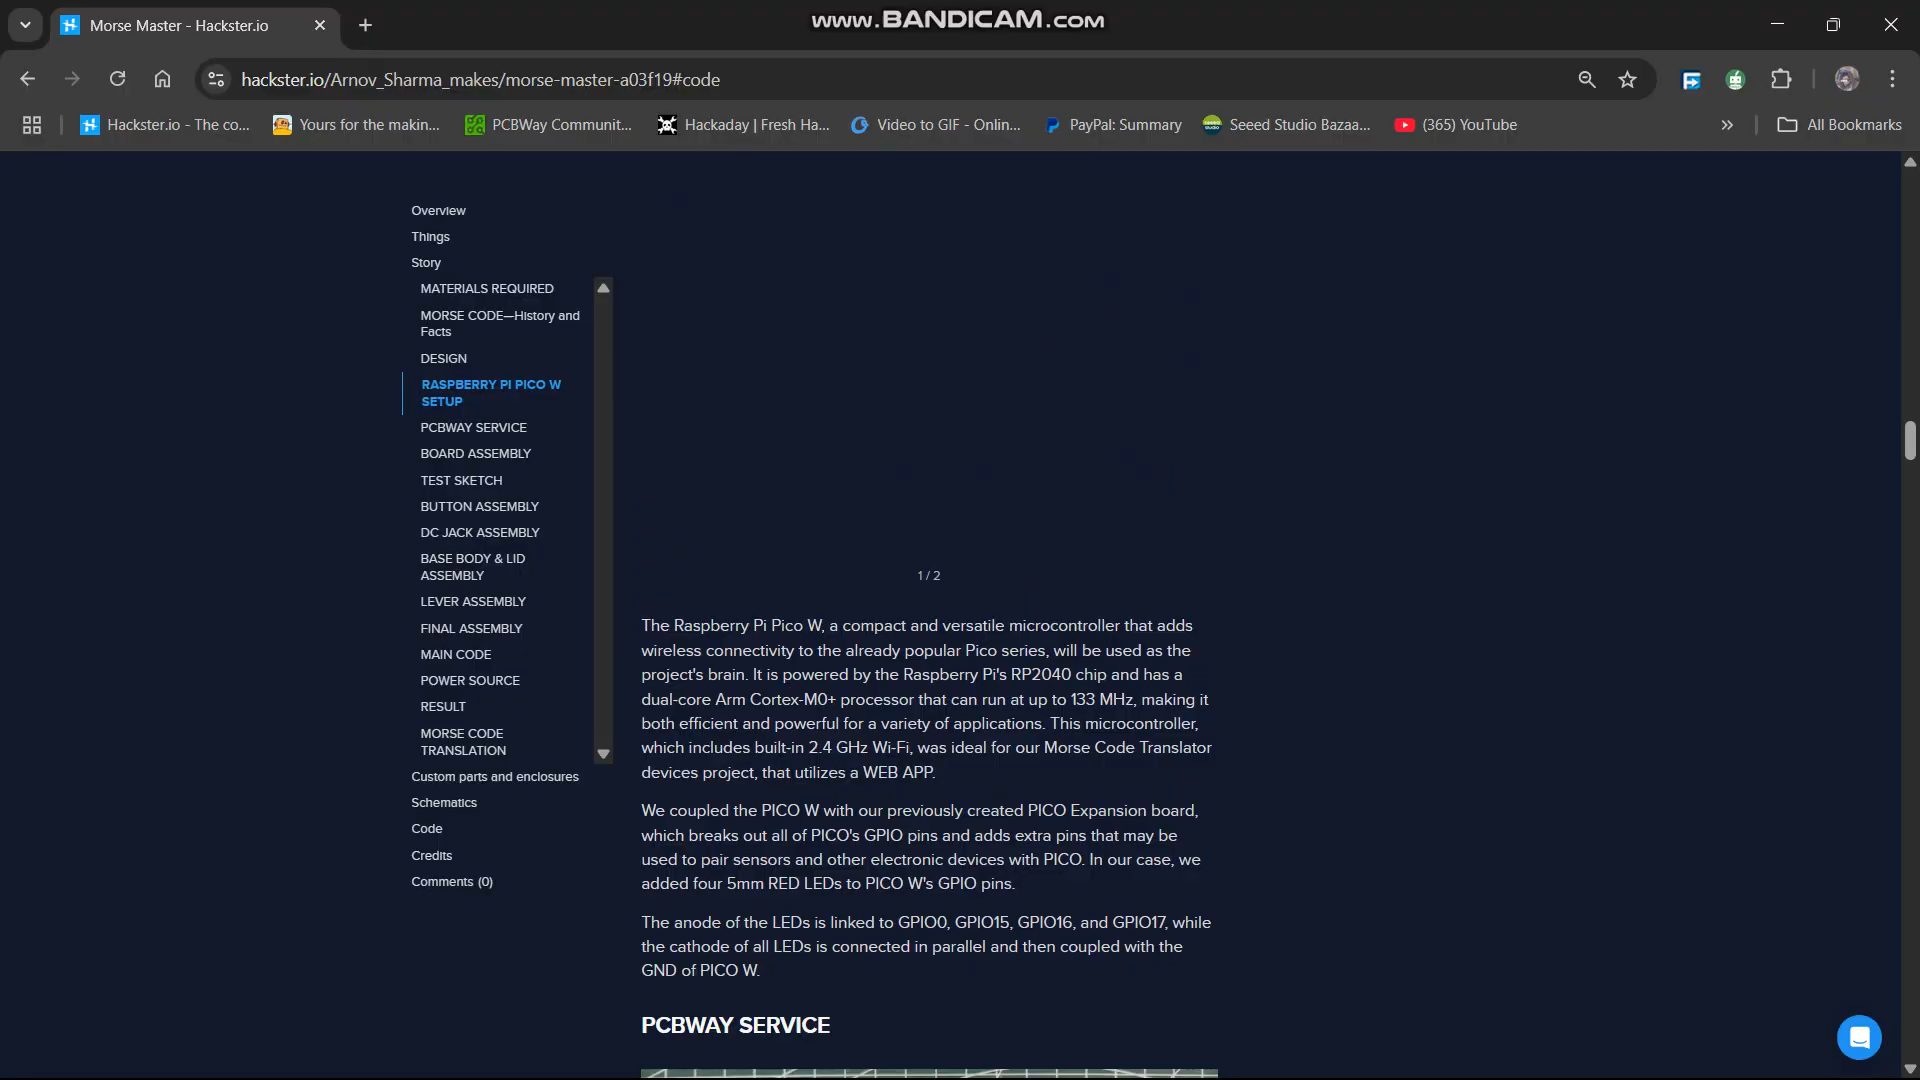 Morse Master - Hackster.io
www.BANDICAM.com
hackster.io/Arnov_Sharma_makes/morse-master-a03f19#code
Hackster.io - The co...
Yours for the makin...
PCBWay Communit...
Hackaday | Fresh Ha...
Video to GIF - Onlin...
PayPal: Summary
Seeed Studio Bazaa...
(365) YouTube
All Bookmarks
Overview
Things
Story
MATERIALS REQUIRED
MORSE CODE—History and
Facts
DESIGN
RASPBERRY PI PICO W
SETUP
PCBWAY SERVICE
BOARD ASSEMBLY
TEST SKETCH
BUTTON ASSEMBLY
DC JACK ASSEMBLY
BASE BODY & LID
ASSEMBLY
LEVER ASSEMBLY
FINAL ASSEMBLY
MAIN CODE
POWER SOURCE
RESULT
MORSE CODE
TRANSLATION
Custom parts and enclosures
Schematics
Code
Credits
Comments (0)
1 / 2
The Raspberry Pi Pico W, a compact and versatile microcontroller that adds
wireless connectivity to the already popular Pico series, will be used as the
project's brain. It is powered by the Raspberry Pi's RP2040 chip and has a
dual-core Arm Cortex-M0+ processor that can run at up to 133 MHz, making it
both efficient and powerful for a variety of applications. This microcontroller,
which includes built-in 2.4 GHz Wi-Fi, was ideal for our Morse Code Translator
devices project, that utilizes a WEB APP.
We coupled the PICO W with our previously created PICO Expansion board,
which breaks out all of PICO's GPIO pins and adds extra pins that may be
used to pair sensors and other electronic devices with PICO. In our case, we
added four 5mm RED LEDs to PICO W's GPIO pins.
The anode of the LEDs is linked to GPIO0, GPIO15, GPIO16, and GPIO17, while
the cathode of all LEDs is connected in parallel and then coupled with the
GND of PICO W.
PCBWAY SERVICE